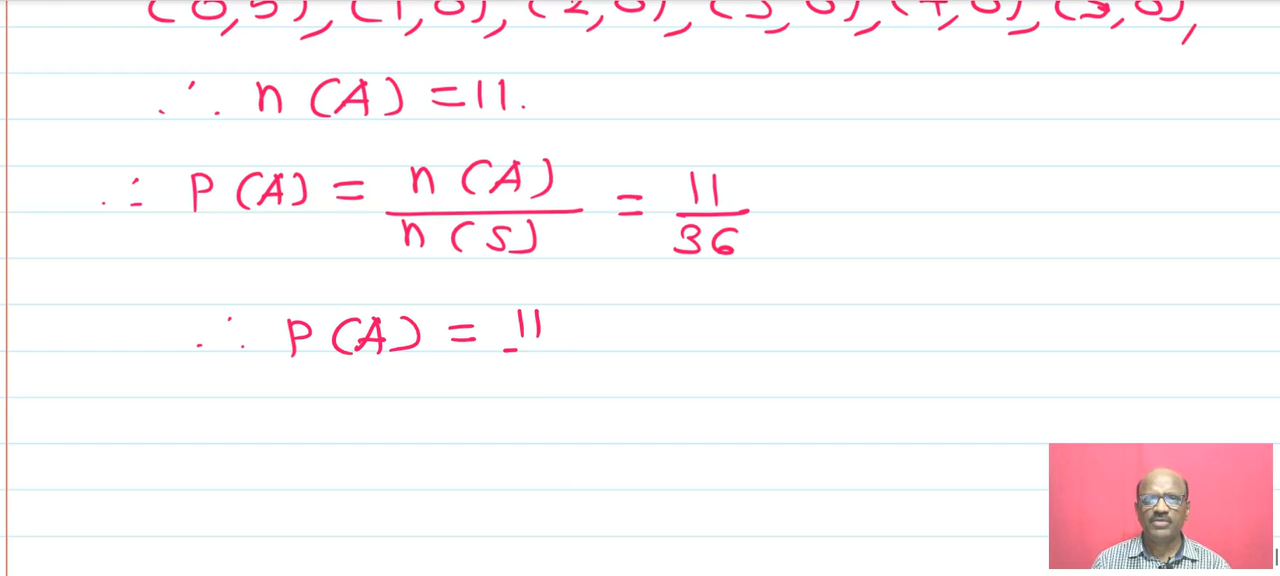 ∴ n (A) = 11.
∴ P (A) = n (A) / n (S) = 11 / 36
∴ P (A) = 11